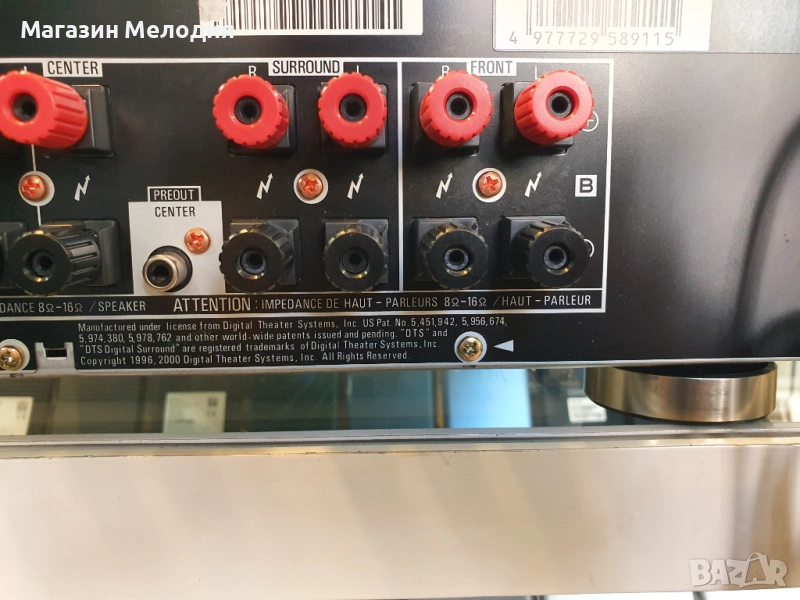 Магазин Мелодия
4 977729 589115
CENTER R SURROUND L R FRONT L
B
PREOUT
CENTER
DANCE 8Ω-16Ω / SPEAKER ATTENTION : IMPEDANCE DE HAUT - PARLEURS 8Ω-16Ω / HAUT - PARLEUR
Manufactured under license from Digital Theater Systems, Inc. US Pat. No. 5,451,942, 5,956,674,
5,974,380, 5,978,762 and other world-wide patents issued and pending. "DTS" and
"DTS Digital Surround" are registered trademarks of Digital Theater Systems, Inc.
Copyright 1996, 2000 Digital Theater Systems, Inc. All Rights Reserved.
BAZAR